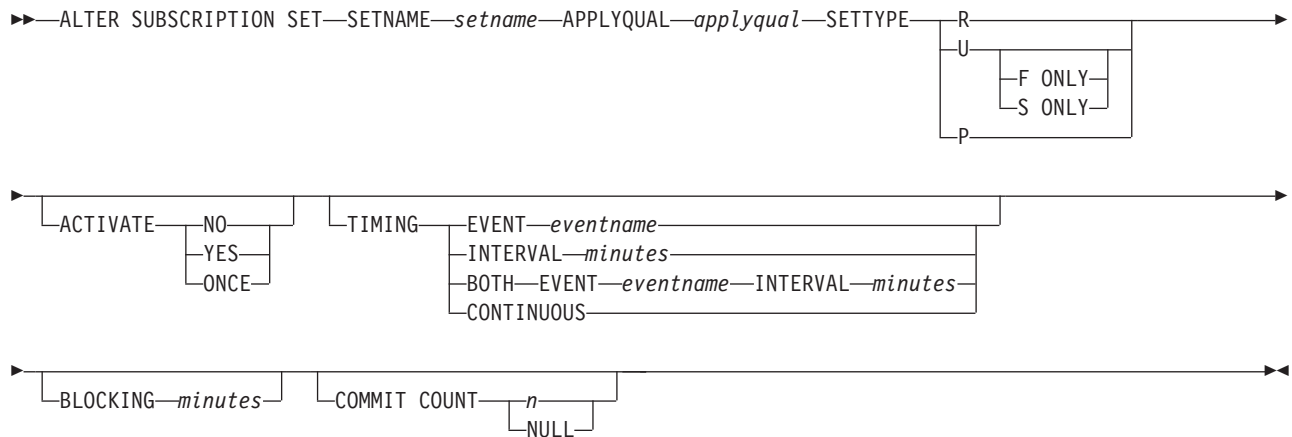 ALTER SUBSCRIPTION SET SETNAME setname APPLYQUAL applyqual SETTYPE R
U
F ONLY
S ONLY
P
ACTIVATE NO TIMING EVENT eventname
YES INTERVAL minutes
ONCE BOTH EVENT eventname INTERVAL minutes
CONTINUOUS
BLOCKING minutes COMMIT COUNT n
NULL